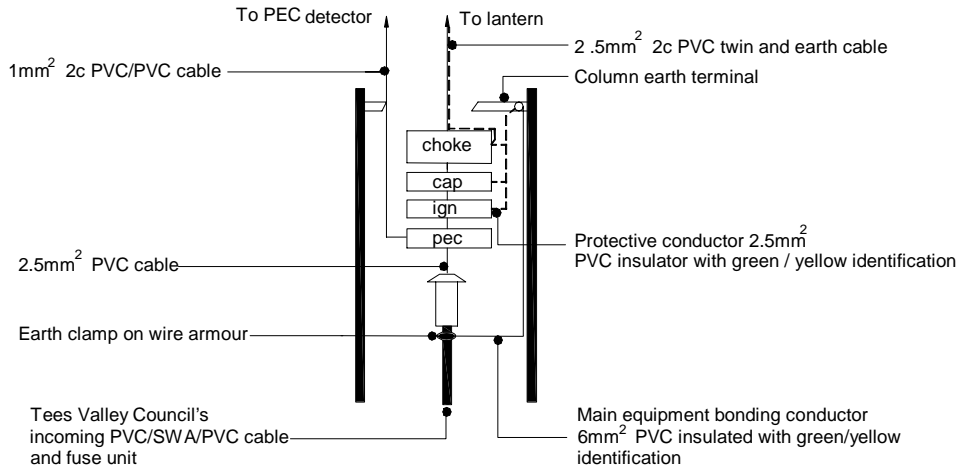 To PEC detector
To lantern
2 .5mm² 2c PVC twin and earth cable
1mm² 2c PVC/PVC cable
Column earth terminal
choke
cap
ign
pec
Protective conductor 2.5mm²
PVC insulator with green / yellow identification
2.5mm² PVC cable
Earth clamp on wire armour
Tees Valley Council's
incoming PVC/SWA/PVC cable
and fuse unit
Main equipment bonding conductor
6mm² PVC insulated with green/yellow
identification